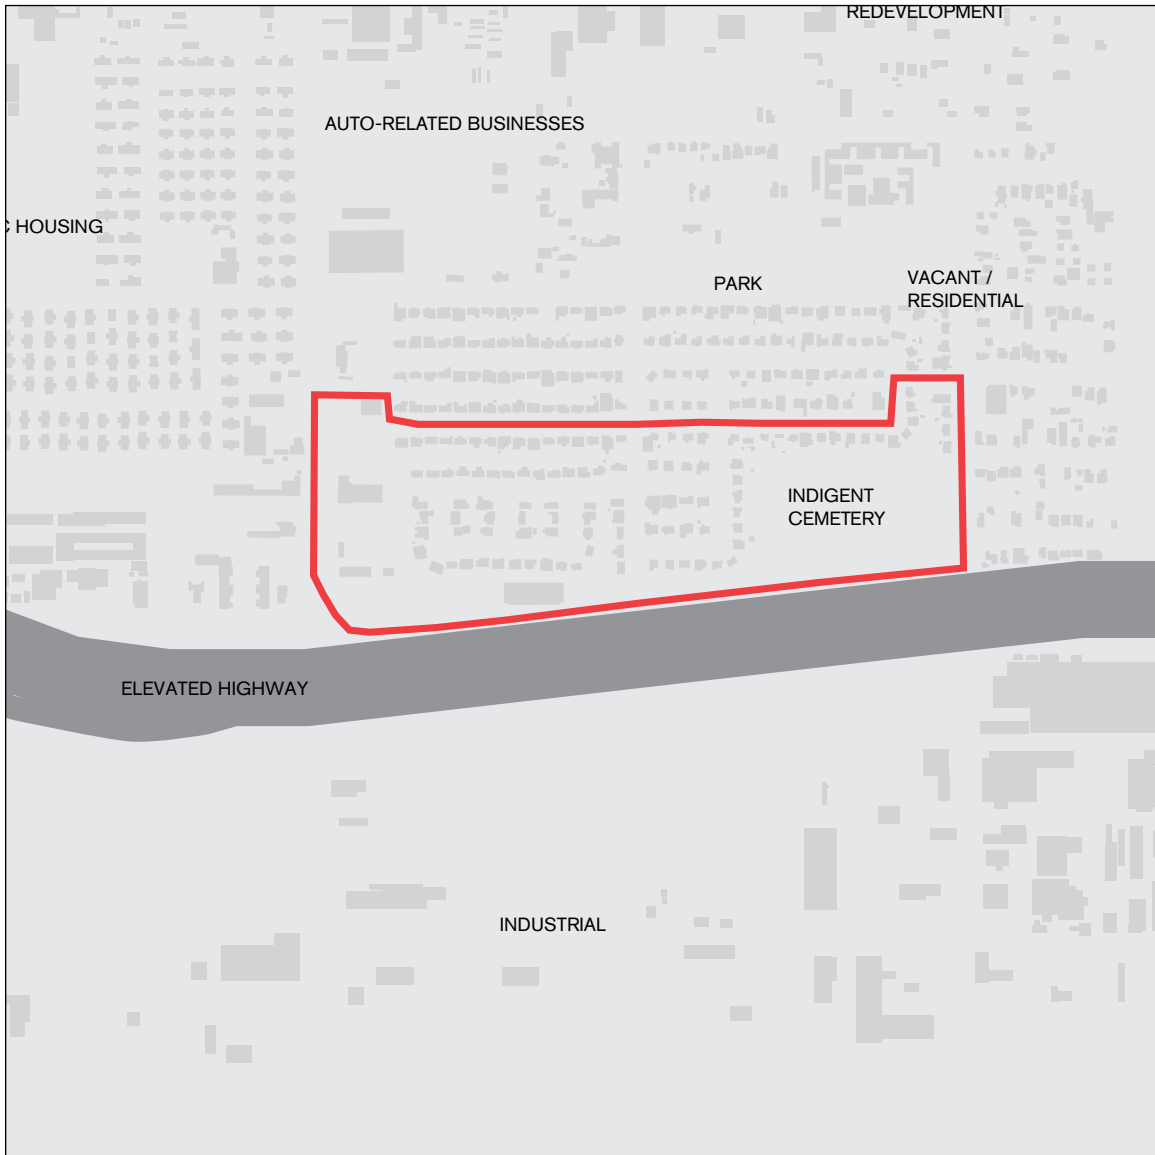 REDEVELOPMENT
AUTO-RELATED BUSINESSES
HOUSING
PARK
VACANT /
RESIDENTIAL
INDIGENT
CEMETERY
ELEVATED HIGHWAY
INDUSTRIAL